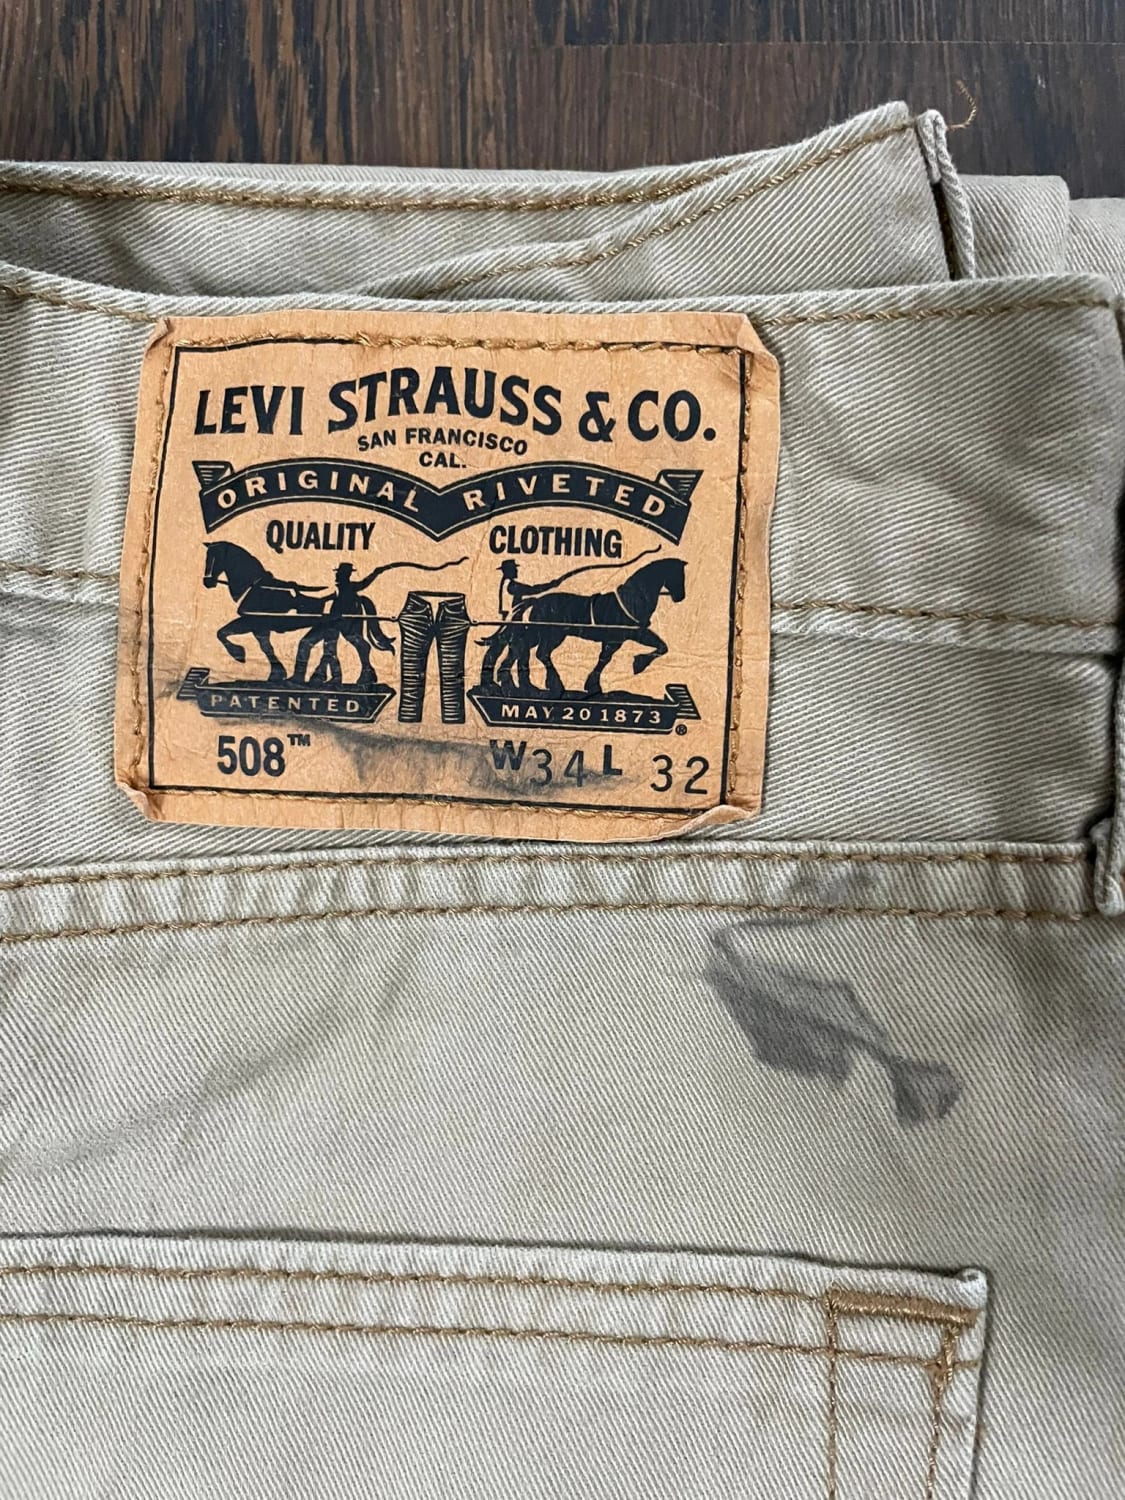 LEVI STRAUSS & CO.
SAN FRANCISCO
CAL.
ORIGINAL RIVETED
QUALITY CLOTHING
PATENTED MAY 20 1873 ®
508™ W34 L 32